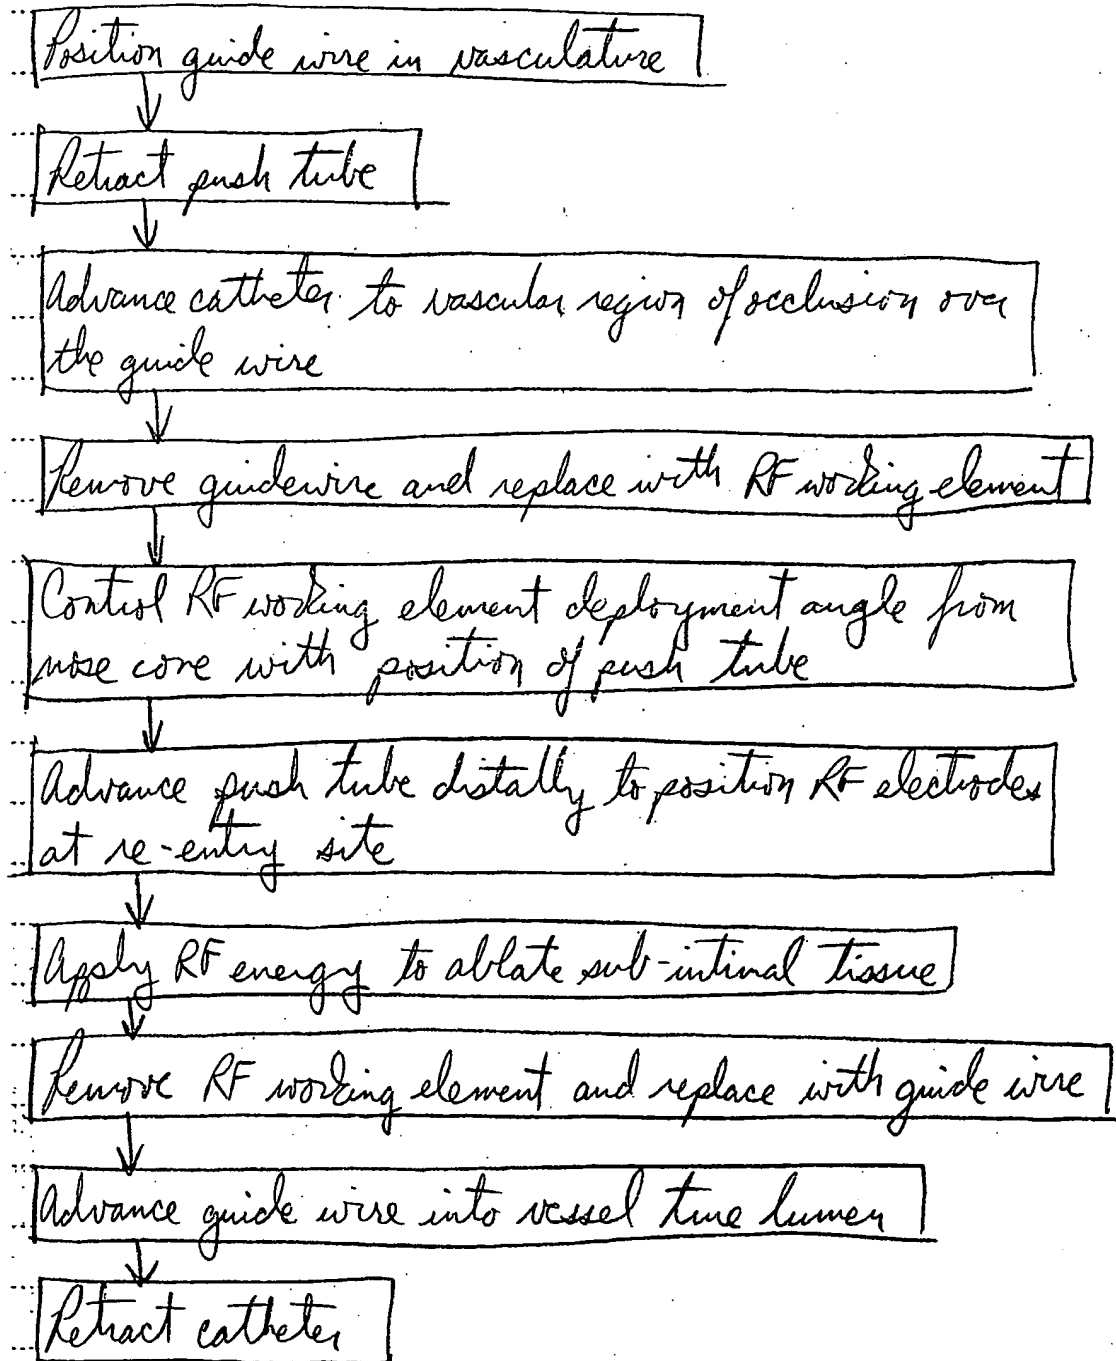 Position guide wire in vasculature
Retract push tube
Advance catheter to vascular region of occlusion over
the guide wire
Remove guidewire and replace with RF working element
Control RF working element deployment angle from
nose cone with position of push tube
Advance push tube distally to position RF electrodes
at re-entry site
Apply RF energy to ablate sub-intimal tissue
Remove RF working element and replace with guide wire
Advance guide wire into vessel true lumen
Retract catheter